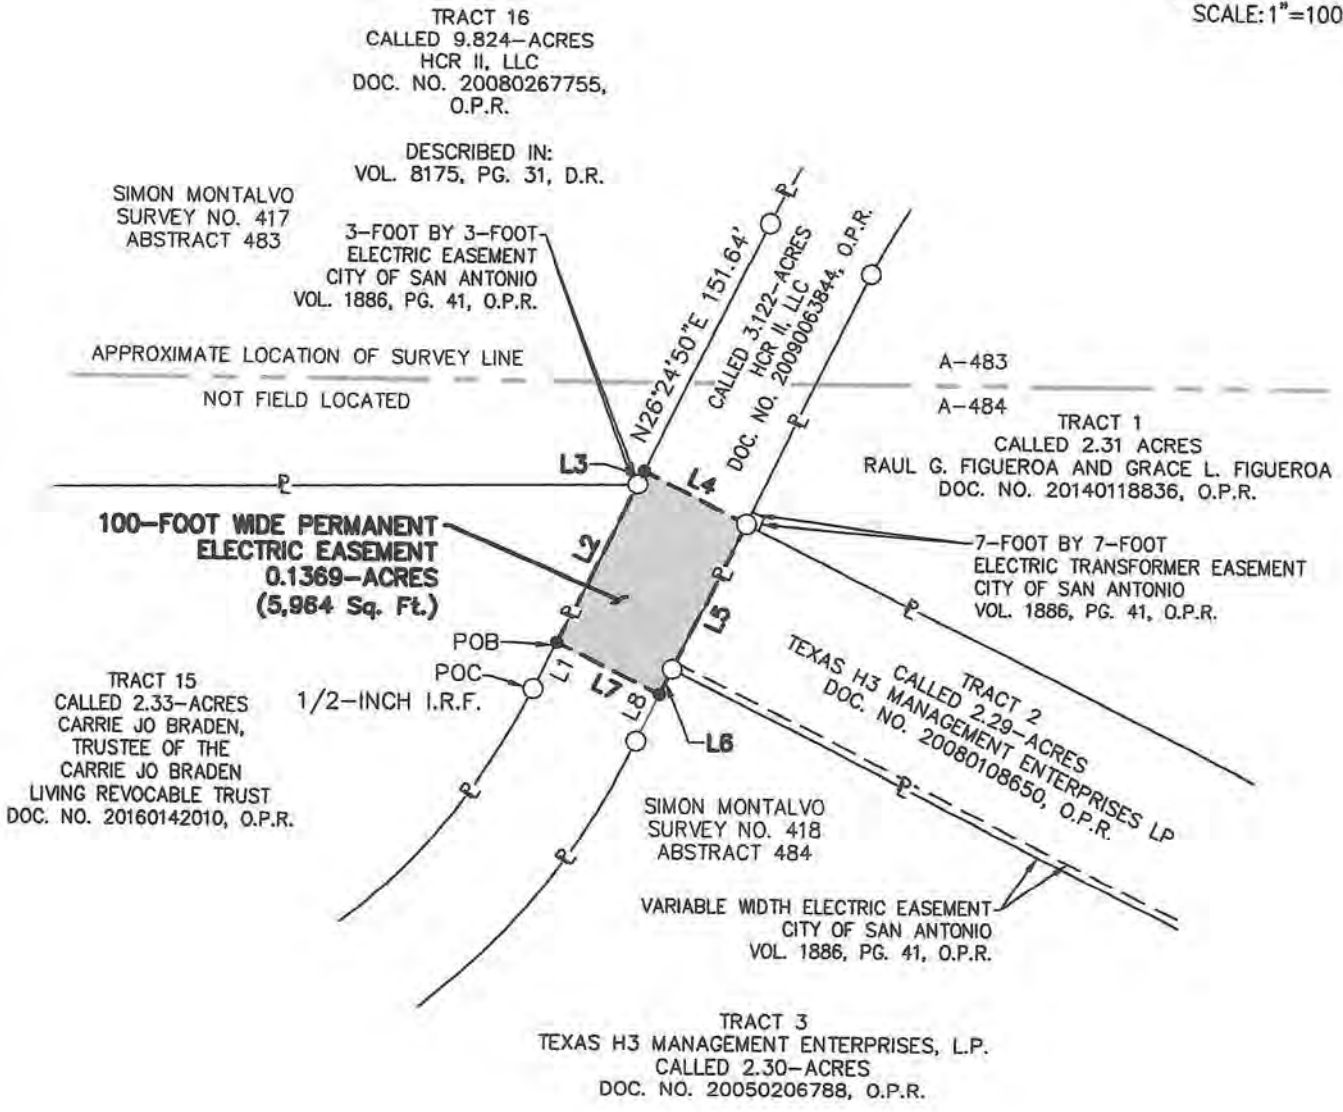 SCALE: 1"=100
TRACT 16
CALLED 9.824-ACRES
HCR II, LLC
DOC. NO. 20080267755,
O.P.R.
DESCRIBED IN:
VOL. 8175, PG. 31, D.R.
SIMON MONTALVO
SURVEY NO. 417
ABSTRACT 483
3-FOOT BY 3-FOOT
ELECTRIC EASEMENT
CITY OF SAN ANTONIO
VOL. 1886, PG. 41, O.P.R.
N26°24'50"E 151.64'
CALLED 3.122-ACRES
HCR II, LLC
DOC. NO. 20090063844, O.P.R.
APPROXIMATE LOCATION OF SURVEY LINE
NOT FIELD LOCATED
A-483
A-484
TRACT 1
CALLED 2.31 ACRES
RAUL G. FIGUEROA AND GRACE L. FIGUEROA
DOC. NO. 20140118836, O.P.R.
L3
L4
100-FOOT WIDE PERMANENT
ELECTRIC EASEMENT
0.1369-ACRES
(5,964 Sq. Ft.)
L2
L5
7-FOOT BY 7-FOOT
ELECTRIC TRANSFORMER EASEMENT
CITY OF SAN ANTONIO
VOL. 1886, PG. 41, O.P.R.
POB
POC
L1
L7
L8
L6
1/2-INCH I.R.F.
TRACT 15
CALLED 2.33-ACRES
CARRIE JO BRADEN,
TRUSTEE OF THE
CARRIE JO BRADEN
LIVING REVOCABLE TRUST
DOC. NO. 20160142010, O.P.R.
TRACT 2
CALLED 2.29-ACRES
TEXAS H3 MANAGEMENT ENTERPRISES LP
DOC. NO. 20080108650, O.P.R.
SIMON MONTALVO
SURVEY NO. 418
ABSTRACT 484
VARIABLE WIDTH ELECTRIC EASEMENT
CITY OF SAN ANTONIO
VOL. 1886, PG. 41, O.P.R.
TRACT 3
TEXAS H3 MANAGEMENT ENTERPRISES, L.P.
CALLED 2.30-ACRES
DOC. NO. 20050206788, O.P.R.